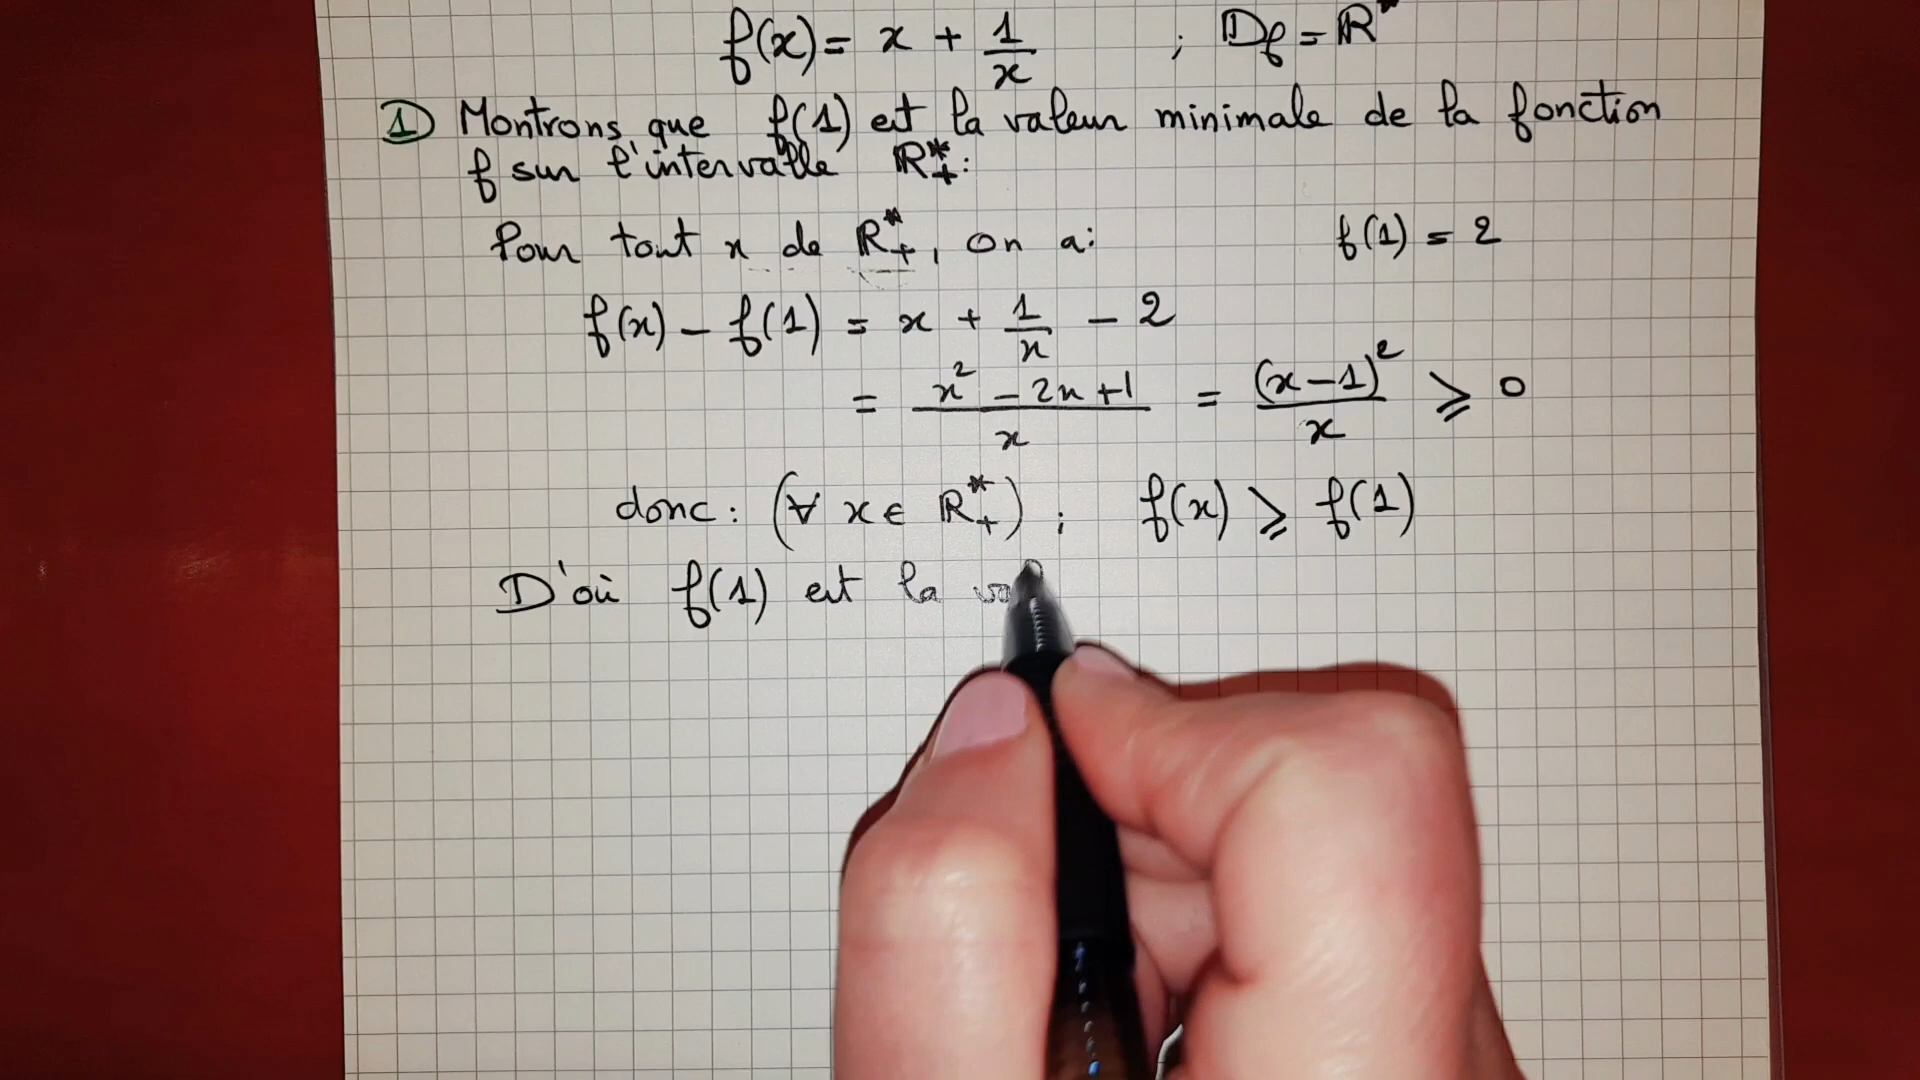 f(x) = x + 1/x ; Df = ℝ*
① Montrons que f(1) est la valeur minimale de la fonction
f sur l'intervalle ℝ*₊:
Pour tout x de ℝ*₊, on a: f(1) = 2
f(x) - f(1) = x + 1/x - 2
= (x² - 2x + 1)/x = (x-1)²/x ⩾ 0
donc: (∀ x ∈ ℝ*₊) ; f(x) ⩾ f(1)
D'où f(1) est la